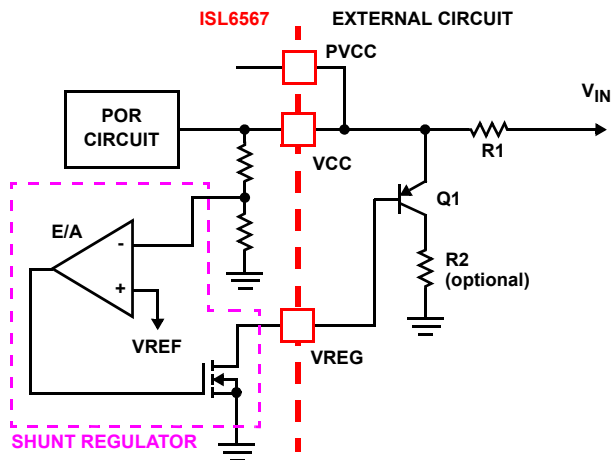 ISL6567
EXTERNAL CIRCUIT
PVCC
VIN
POR
CIRCUIT
VCC
R1
Q1
E/A
-
+
R2
(optional)
VREF
VREG
SHUNT REGULATOR